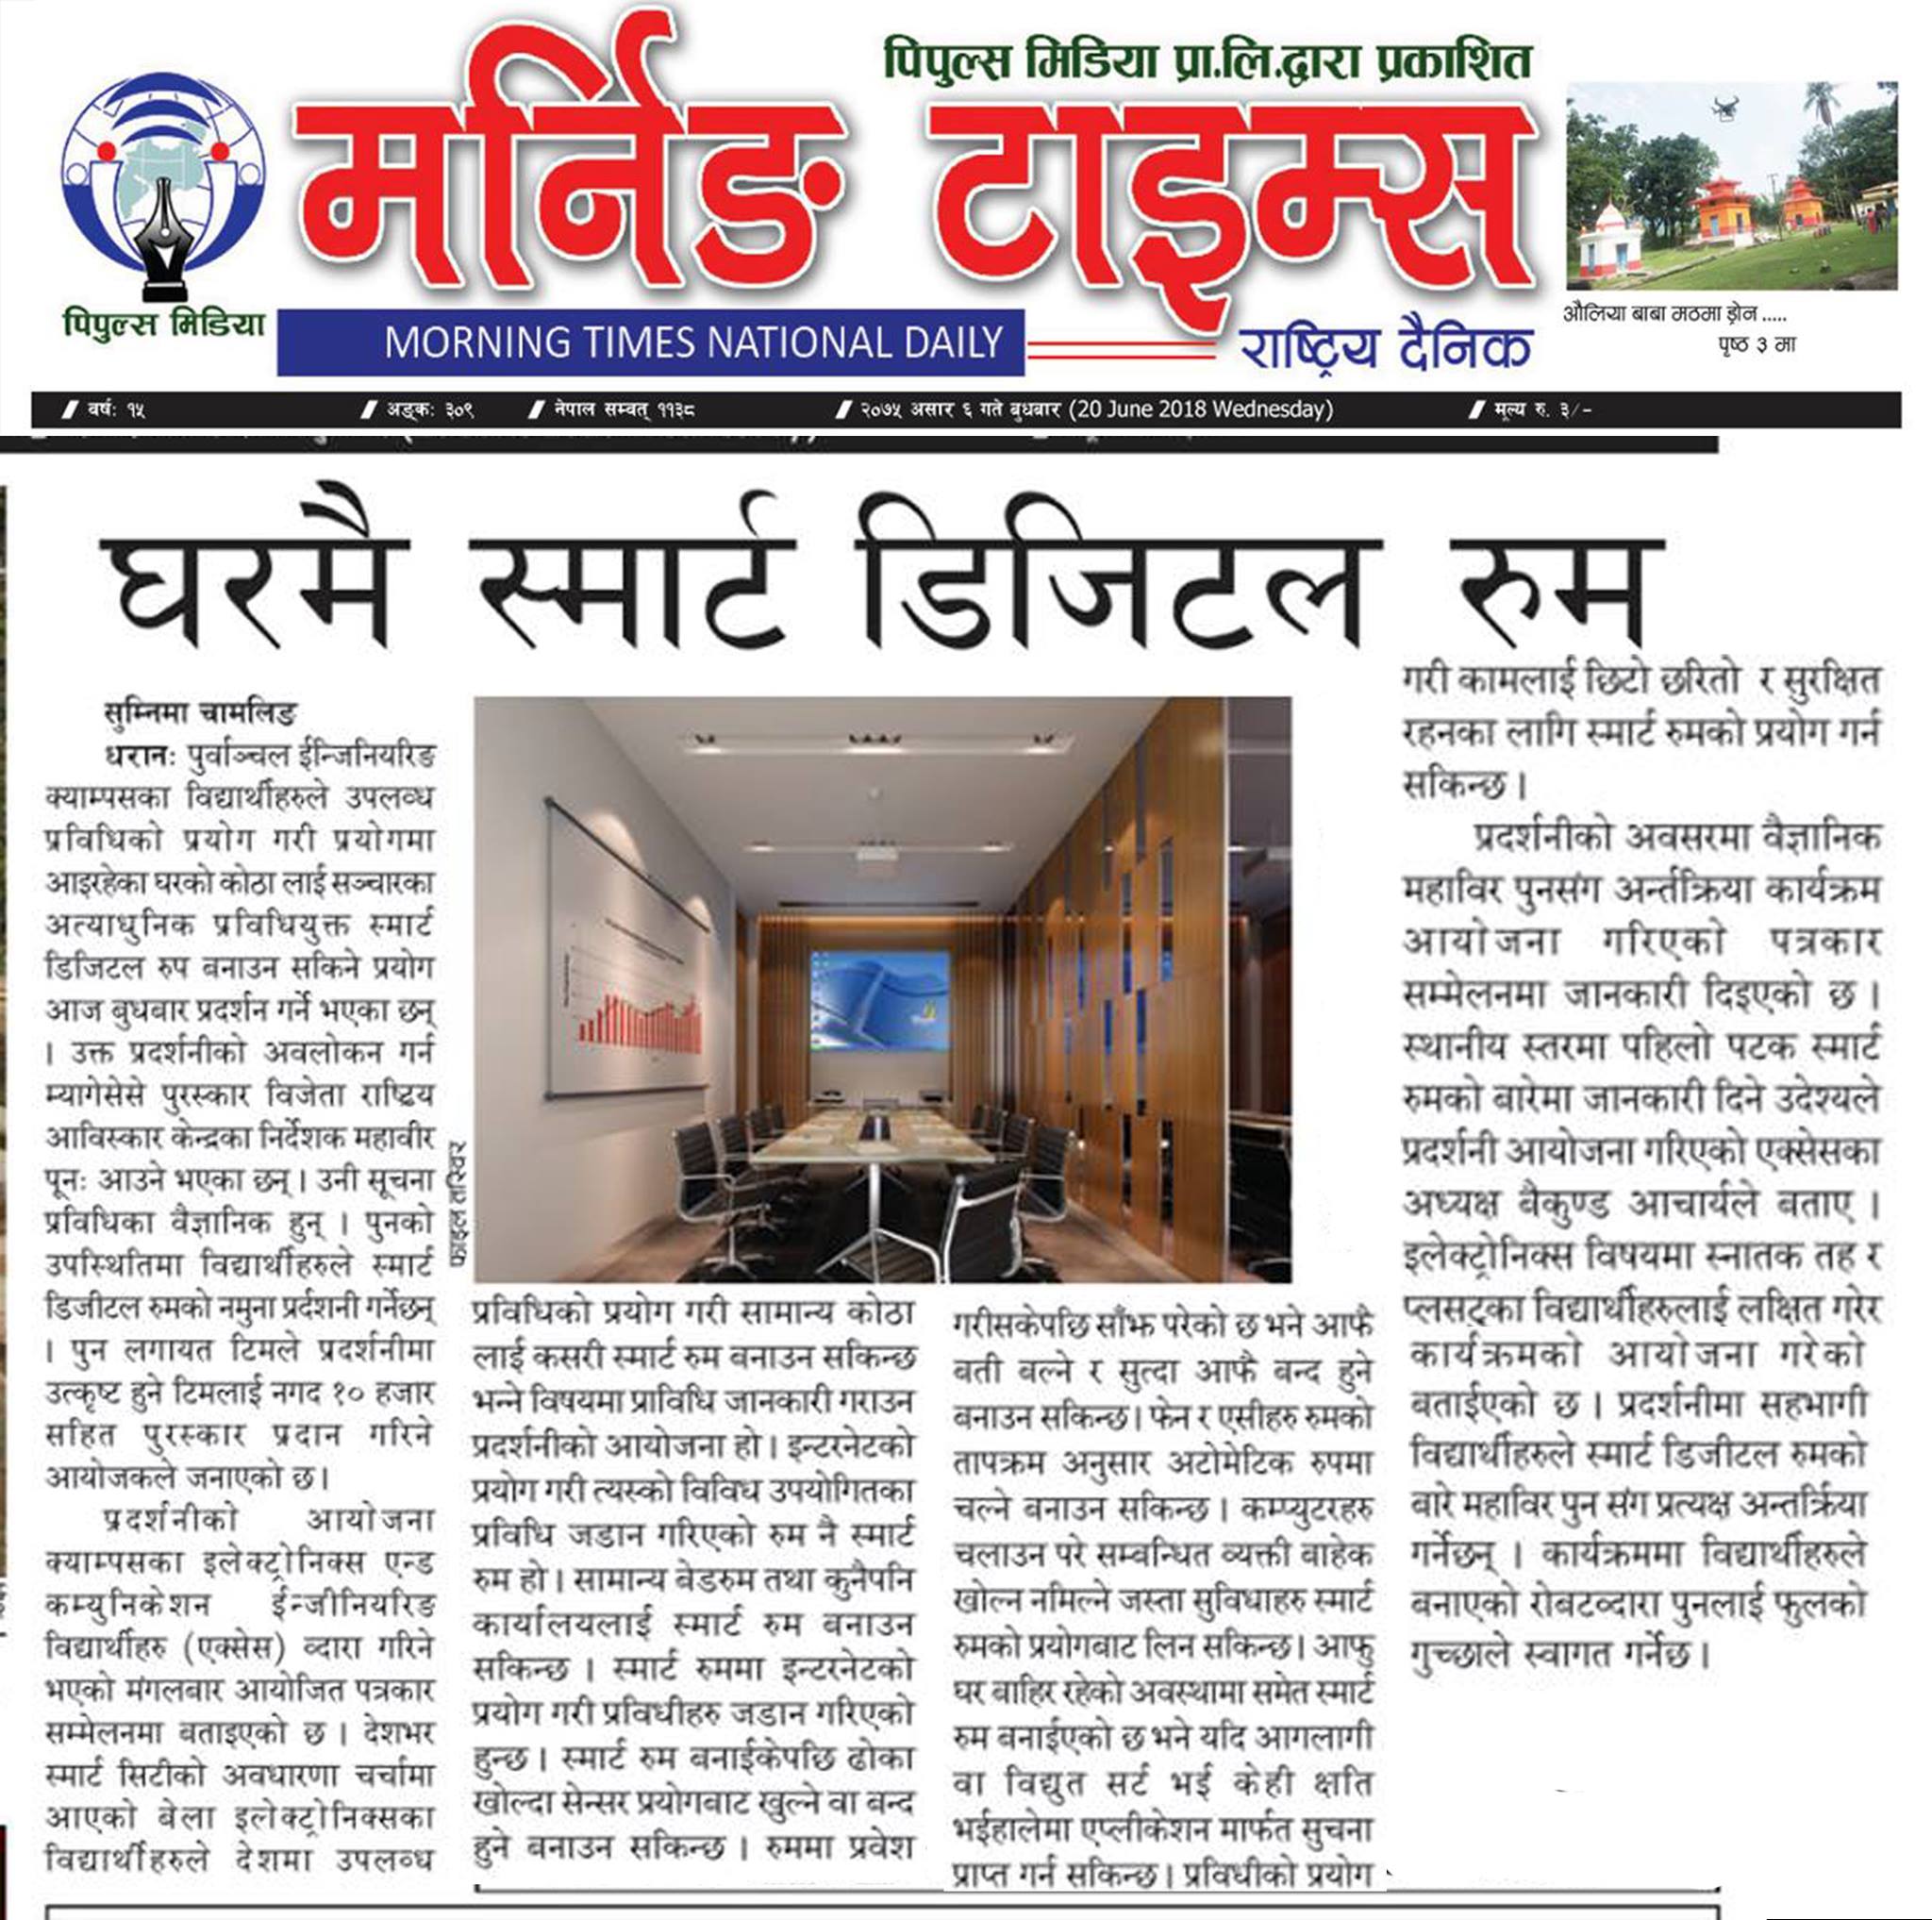 पिपुल्स मिडिया प्रा.लि.द्वारा प्रकाशित
मर्निङ टाइम्स
पिपुल्स मिडिया
MORNING TIMES NATIONAL DAILY
राष्ट्रिय दैनिक
औलिया बाबा मठमा ड्रोन .....
पृष्ठ ३ मा
वर्षः १५ अङ्कः ३०९ नेपाल सम्बत् ११३८ २०७५ असार ६ गते बुधबार (20 June 2018 Wednesday) मूल्य रु. ३/-
घरमै स्मार्ट डिजिटल रुम
सुम्निमा चामलिङ
धरानः पुर्वाञ्चल ईन्जिनियरिङ
क्याम्पसका विद्यार्थीहरुले उपलव्ध
प्रविधिको प्रयोग गरी प्रयोगमा
आइरहेका घरको कोठा लाई सञ्चारका
अत्याधुनिक प्रविधियुक्त स्मार्ट
डिजिटल रुप बनाउन सकिने प्रयोग
आज बुधबार प्रदर्शन गर्ने भएका छन्
। उक्त प्रदर्शनीको अवलोकन गर्न
म्यागेसेसे पुरस्कार विजेता राष्ट्रिय
आविस्कार केन्द्रका निर्देशक महावीर
पूनः आउने भएका छन् । उनी सूचना
प्रविधिका वैज्ञानिक हुन् । पुनको
उपस्थितिमा विद्यार्थीहरुले स्मार्ट
डिजीटल रुमको नमुना प्रर्दशनी गर्नेछन्
। पुन लगायत टिमले प्रदर्शनीमा
उत्कृष्ट हुने टिमलाई नगद १० हजार
सहित पुरस्कार प्रदान गरिने
आयोजकले जनाएको छ।
प्रदर्शनीको आयोजना
क्याम्पसका इलेक्ट्रोनिक्स एन्ड
कम्युनिकेशन ईन्जीनियरिङ
विद्यार्थीहरु (एक्सेस) व्दारा गरिने
भएको मंगलबार आयोजित पत्रकार
सम्मेलनमा बताइएको छ । देशभर
स्मार्ट सिटीको अवधारणा चर्चामा
आएको बेला इलेक्ट्रोनिक्सका
विद्यार्थीहरुले देशमा उपलव्ध
फाइल तस्विर
प्रविधिको प्रयोग गरी सामान्य कोठा
लाई कसरी स्मार्ट रुम बनाउन सकिन्छ
भन्ने विषयमा प्राविधि जानकारी गराउन
प्रदर्शनीको आयोजना हो । इन्टरनेटको
प्रयोग गरी त्यस्को विविध उपयोगितका
प्रविधि जडान गरिएको रुम नै स्मार्ट
रुम हो । सामान्य बेडरुम तथा कुनैपनि
कार्यालयलाई स्मार्ट रुम बनाउन
सकिन्छ । स्मार्ट रुममा इन्टरनेटको
प्रयोग गरी प्रविधीहरु जडान गरिएको
हुन्छ । स्मार्ट रुम बनाईकेपछि ढोका
खोल्दा सेन्सर प्रयोगबाट खुल्ने वा बन्द
हुने बनाउन सकिन्छ । रुममा प्रवेश
गरीसकेपछि साँझ परेको छ भने आफै
बती बल्ने र सुत्दा आफै बन्द हुने
बनाउन सकिन्छ। फेन र एसीहरु रुमको
तापक्रम अनुसार अटोमेटिक रुपमा
चल्ने बनाउन सकिन्छ । कम्प्युटरहरु
चलाउन परे सम्वन्धित व्यक्ती बाहेक
खोल्न नमिल्ने जस्ता सुविधाहरु स्मार्ट
रुमको प्रयोगबाट लिन सकिन्छ। आफु
घर बाहिर रहेको अवस्थामा समेत स्मार्ट
रुम बनाईएको छ भने यदि आगलागी
वा विद्युत सर्ट भई केही क्षति
भईहालेमा एप्लीकेशन मार्फत सुचना
प्राप्त गर्न सकिन्छ। प्रविधीको प्रयोग
गरी कामलाई छिटो छरितो र सुरक्षित
रहनका लागि स्मार्ट रुमको प्रयोग गर्न
सकिन्छ ।
प्रदर्शनीको अवसरमा वैज्ञानिक
महाविर पुनसंग अर्न्तक्रिया कार्यक्रम
आयोजना गरिएको पत्रकार
सम्मेलनमा जानकारी दिइएको छ ।
स्थानीय स्तरमा पहिलो पटक स्मार्ट
रुमको बारेमा जानकारी दिने उदेश्यले
प्रदर्शनी आयोजना गरिएको एक्सेसका
अध्यक्ष बैकुण्ड आचार्यले बताए ।
इलेक्ट्रोनिक्स विषयमा स्नातक तह र
प्लसटुका विद्यार्थीहरुलाई लक्षित गरेर
कार्यक्रमको आयोजना गरेको
बताईएको छ । प्रदर्शनीमा सहभागी
विद्यार्थीहरुले स्मार्ट डिजीटल रुमको
बारे महाविर पुन संग प्रत्यक्ष अन्तर्क्रिया
गर्नेछन् । कार्यक्रममा विद्यार्थीहरुले
बनाएको रोबटव्दारा पुनलाई फुलको
गुच्छाले स्वागत गर्नेछ ।